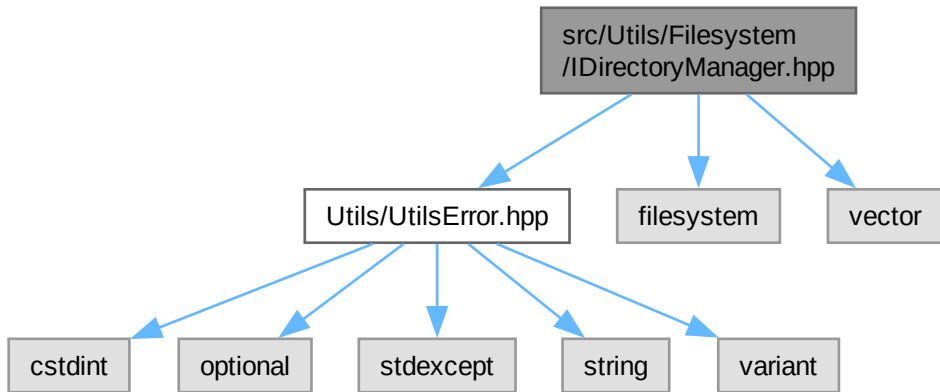 src/Utils/Filesystem
/IDirectoryManager.hpp
Utils/UtilsError.hpp
filesystem
vector
cstdint
optional
stdexcept
string
variant